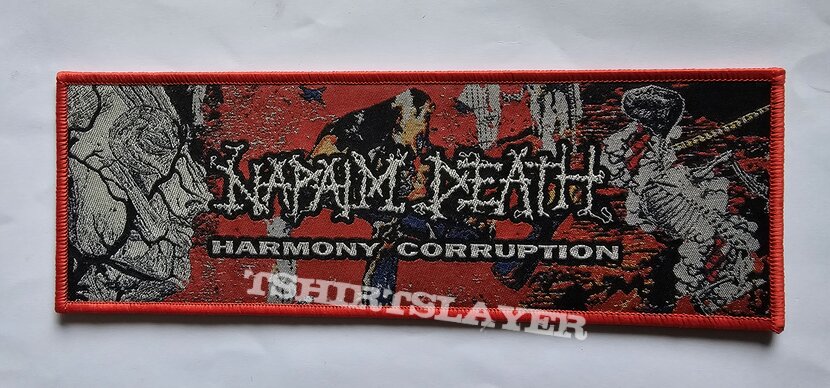 NAPALM DEATH
HARMONY CORRUPTION
TSHIRTSLAYER